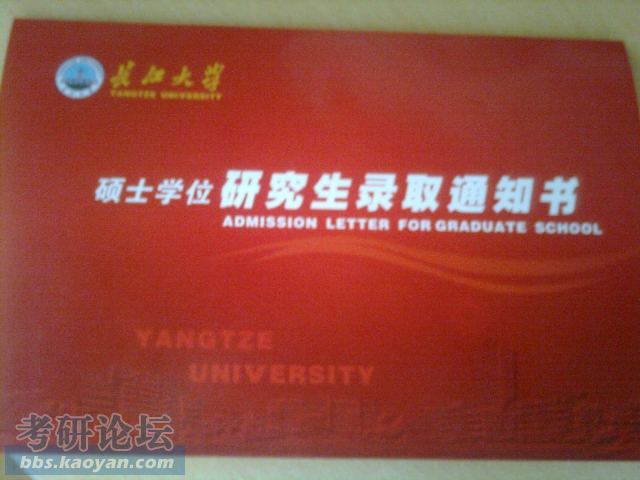 长江大学
YANGTZE UNIVERSITY
硕士学位研究生录取通知书
ADMISSION LETTER FOR GRADUATE SCHOOL
YANGTZE
UNIVERSITY
考研论坛
bbs.kaoyan.com